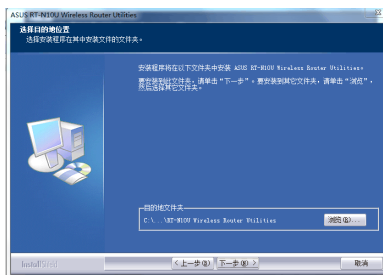 ASUS RT-N10U Wireless Router Utilities
选择目的地位置
选择安装程序在其中安装文件的文件夹。
安装程序将在以下文件夹中安装 ASUS RT-N10U Wireless Router Utilities。
要安装到此文件夹，请单击“下一步”。要安装到其它文件夹，请单击“浏览”，
然后选择其它文件夹。
目的地文件夹
C:\...\RT-N10U Wireless Router Utilities
浏览(R)...
InstallShield
< 上一步(B)
下一步(N) >
取消